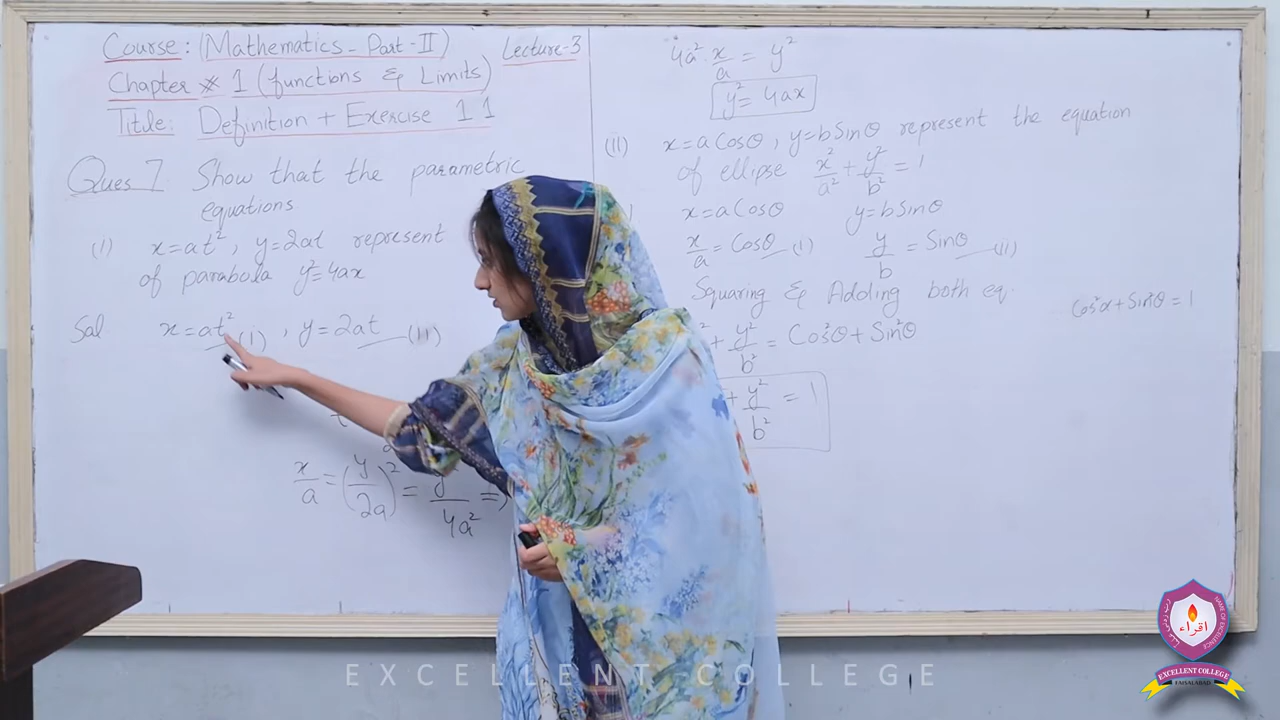 Course: (Mathematics-Part-II) Lecture-3
Chapter # 1 (functions & Limits)
Title: Definition + Exercise 1 1
Ques 7 Show that the parametric
equations
(i) x=at², y=2at represent
of parabola y²=4ax
Sol x=at² (I), y=2at (II)
t
x/a = (y/2a)² = y/4a² =>
4a²·x/a = y²
y²=4ax
(ii) x=a Cosθ, y=b Sinθ represent the equation
of ellipse x²/a² + y²/b² = 1
x=a Cosθ y=b Sinθ
x/a = Cosθ (I) y/b = Sinθ (II)
Squaring & Adding both eq.
² + y²/b² = Cos²θ + Sin²θ
+ y²/b² = 1
Cos²α+Sin²θ=1
EXCELLENT COLLEGE
اقراء
EXCELLENT COLLEGE
FAISALABAD